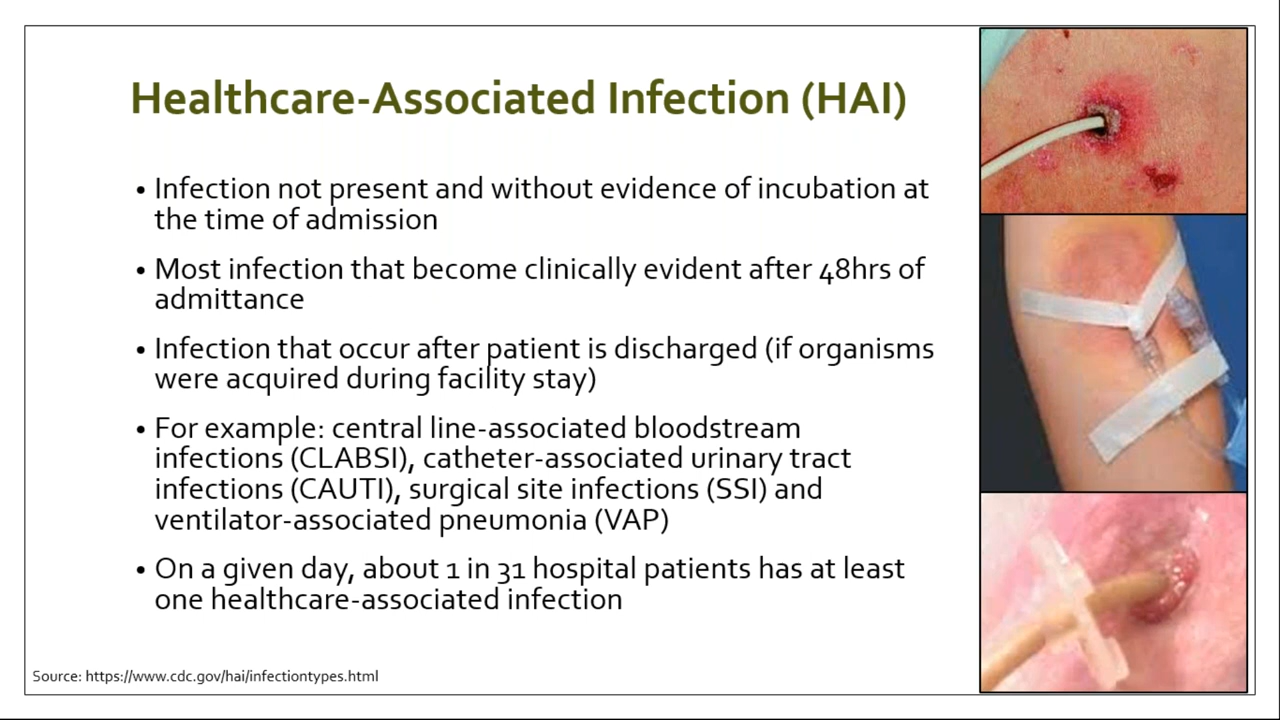 Healthcare-Associated Infection (HAI)
• Infection not present and without evidence of incubation at
the time of admission
• Most infection that become clinically evident after 48hrs of
admittance
• Infection that occur after patient is discharged (if organisms
were acquired during facility stay)
• For example: central line-associated bloodstream
infections (CLABSI), catheter-associated urinary tract
infections (CAUTI), surgical site infections (SSI) and
ventilator-associated pneumonia (VAP)
• On a given day, about 1 in 31 hospital patients has at least
one healthcare-associated infection
Source: https://www.cdc.gov/hai/infectiontypes.html